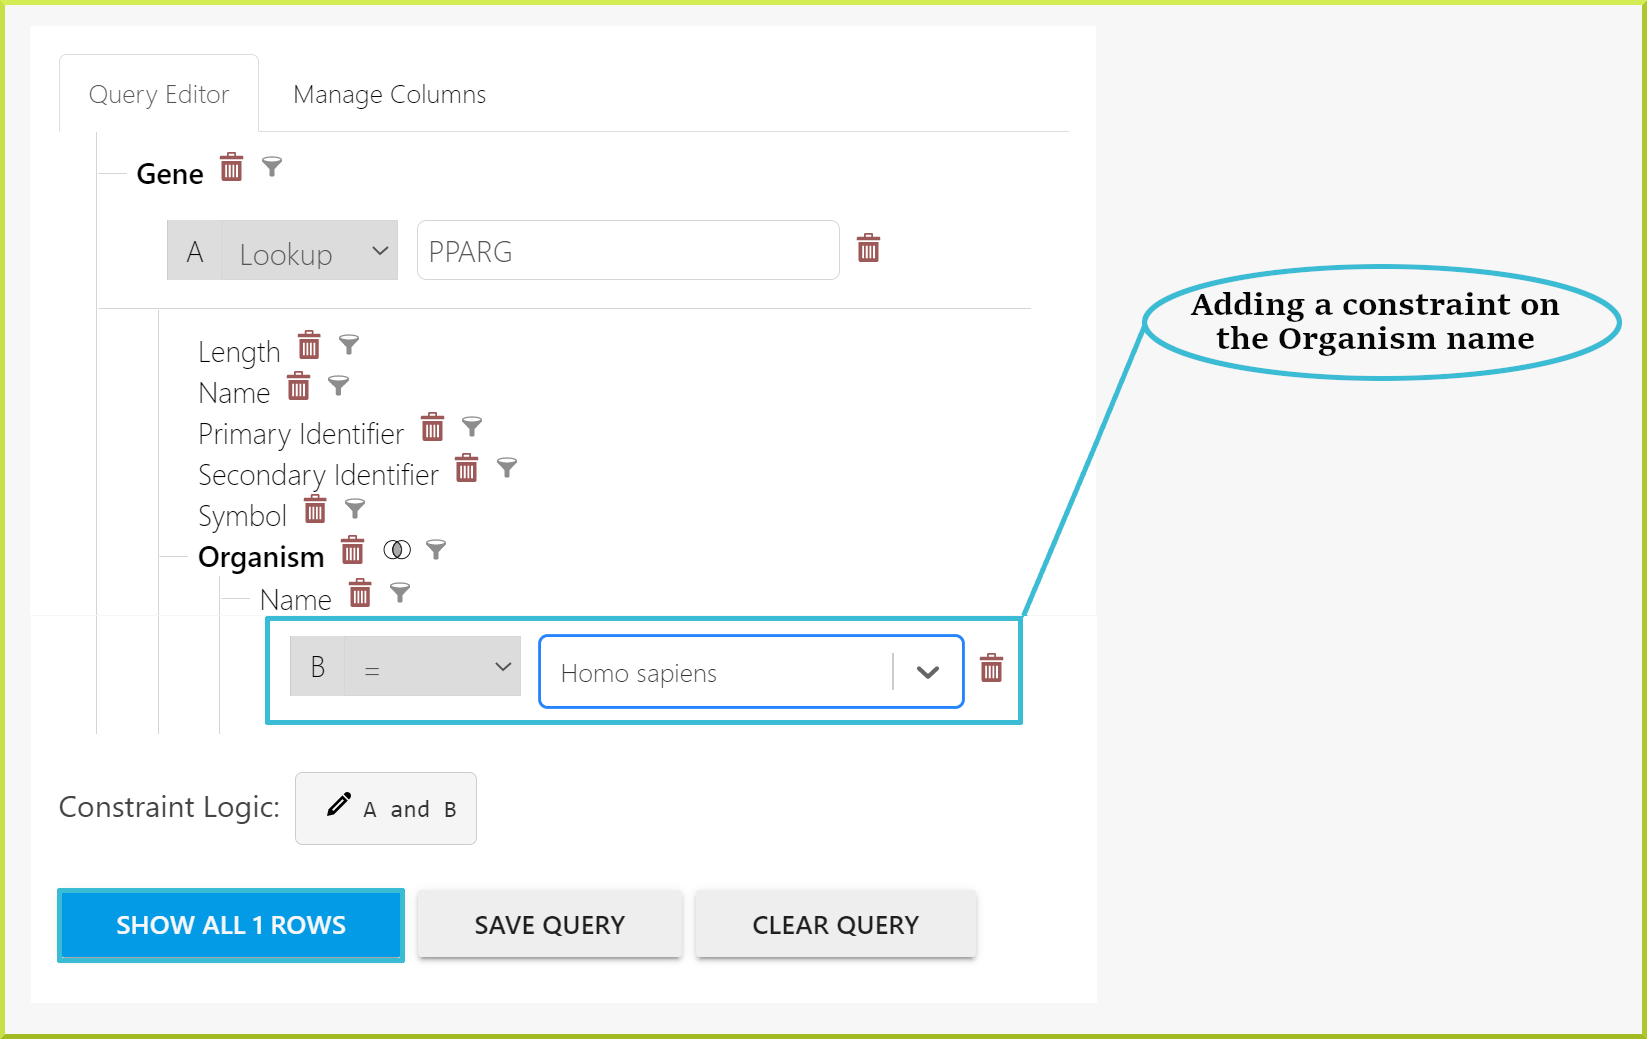 Query Editor
Manage Columns
Gene
A
Lookup
PPARG
Adding a constraint on
the Organism name
Length
Name
Primary Identifier
Secondary Identifier
Symbol
Organism
Name
B
=
Homo sapiens
Constraint Logic:
A and B
SHOW ALL 1 ROWS
SAVE QUERY
CLEAR QUERY